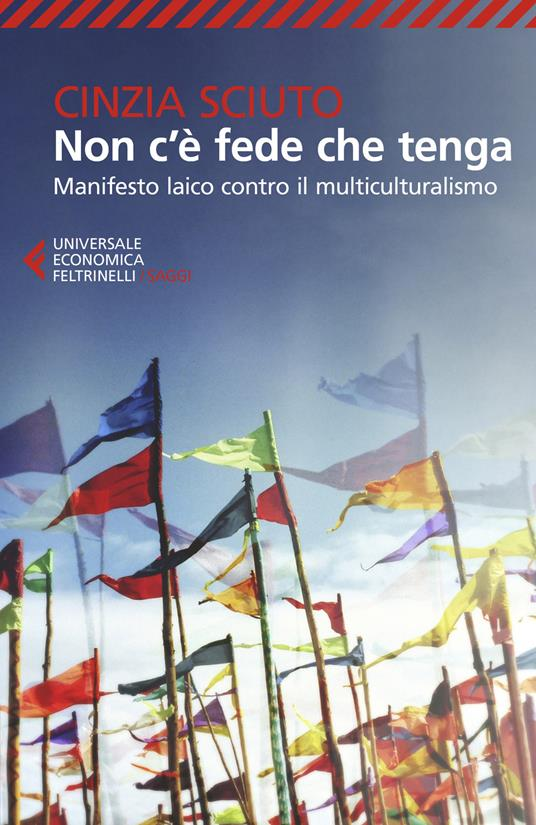 CINZIA SCIUTO
Non c'è fede che tenga
Manifesto laico contro il multiculturalismo
UNIVERSALE
ECONOMICA
FELTRINELLI / SAGGI